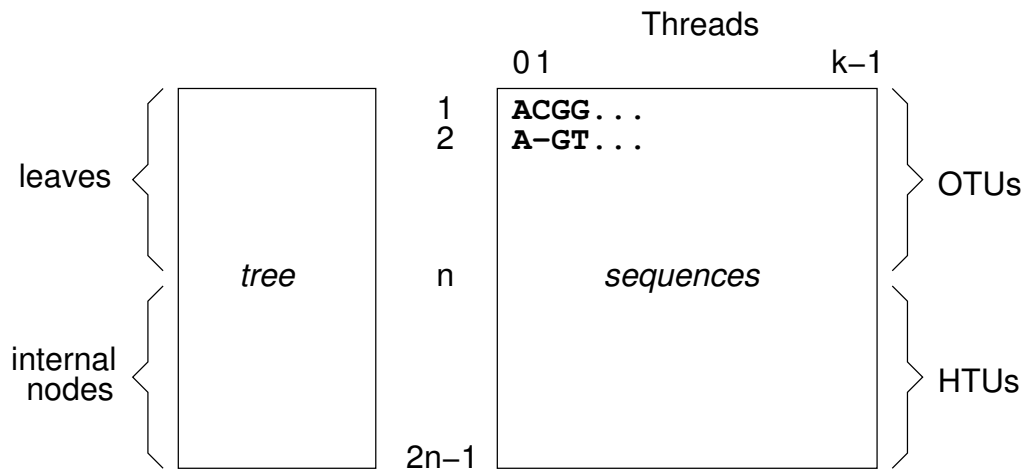 Threads
0 1 k−1
1 ACGG...
2 A−GT...
leaves
OTUs
tree n sequences
internal
nodes
HTUs
2n−1